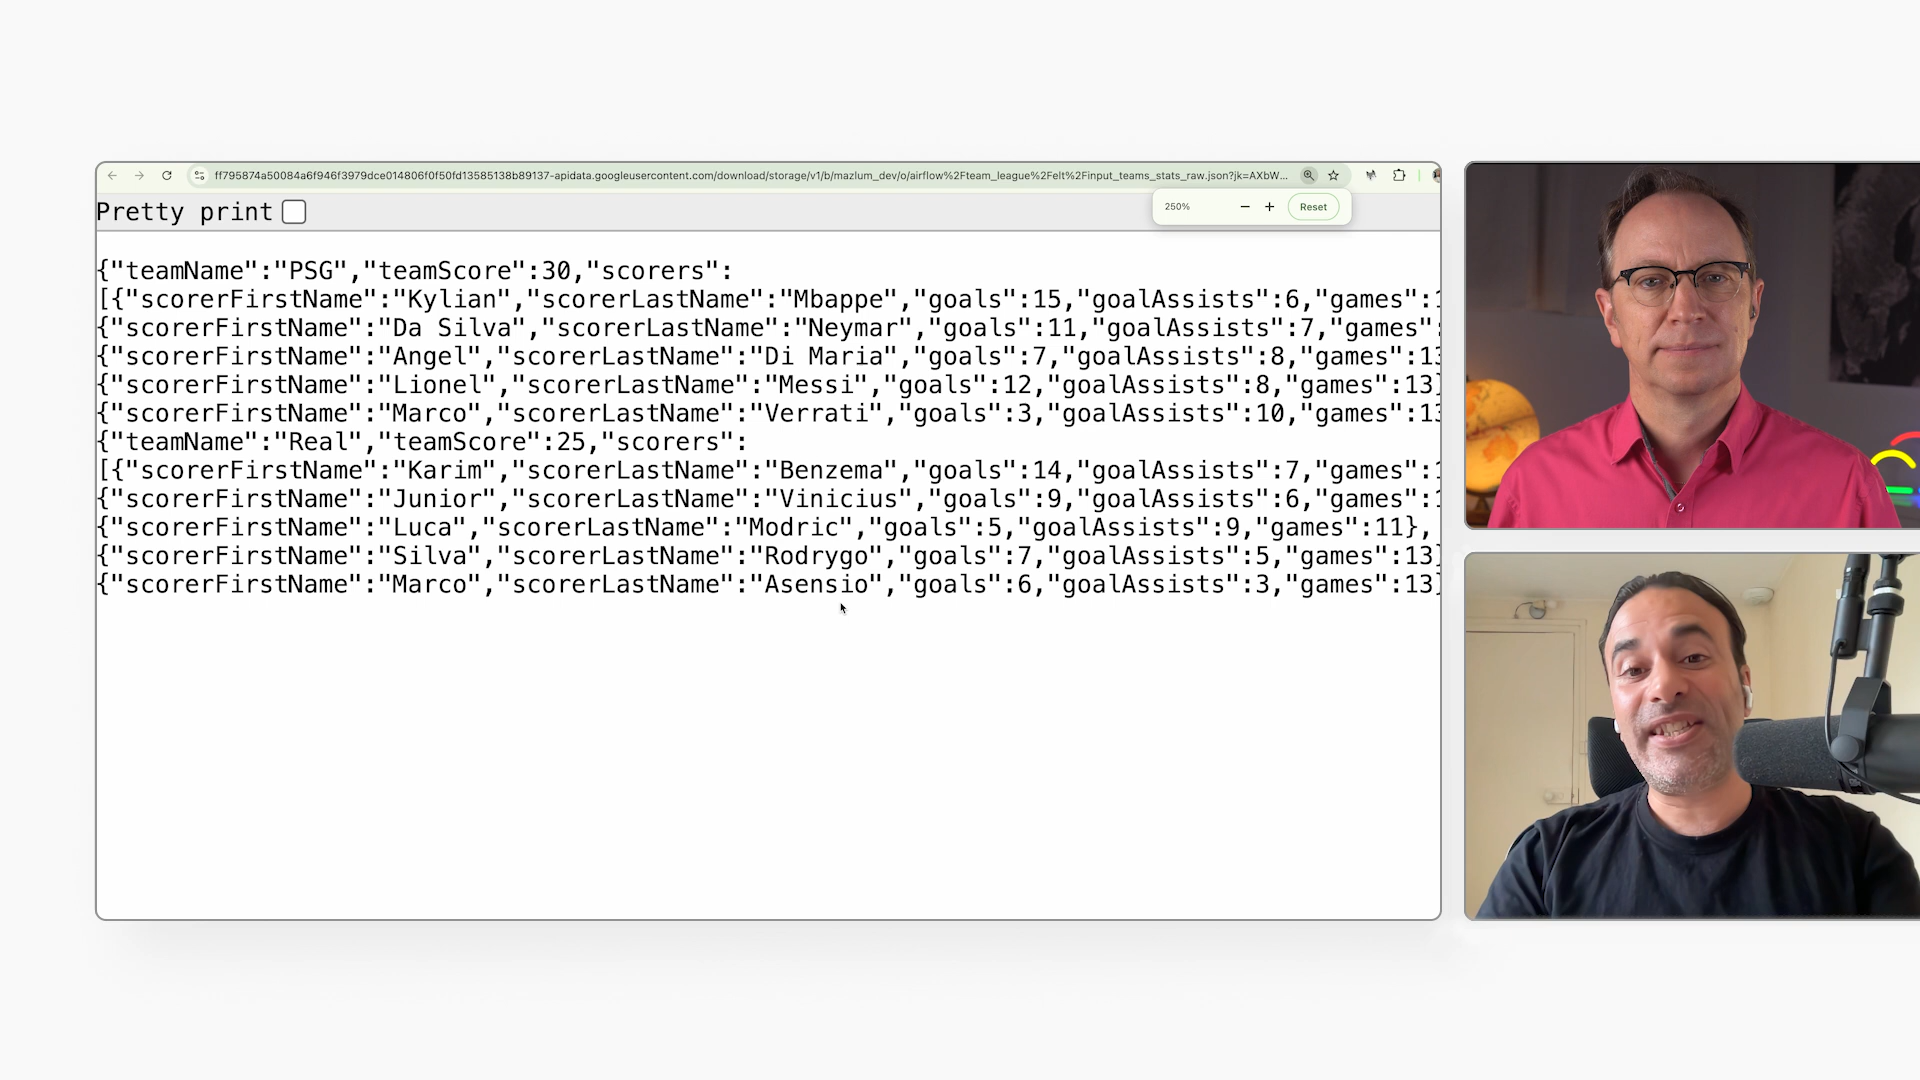 ff795874a50084a6f946f3979dce014806f0f50fd13585138b89137-apidata.googleusercontent.com/download/storage/v1/b/mazlum_dev/o/airflow%2Fteam_league%2Felt%2Finput_teams_stats_raw.json?jk=AXbW...
Pretty print
250%
Reset
{"teamName":"PSG","teamScore":30,"scorers":
[{"scorerFirstName":"Kylian","scorerLastName":"Mbappe","goals":15,"goalAssists":6,"games":
{"scorerFirstName":"Da Silva","scorerLastName":"Neymar","goals":11,"goalAssists":7,"games":
{"scorerFirstName":"Angel","scorerLastName":"Di Maria","goals":7,"goalAssists":8,"games":13
{"scorerFirstName":"Lionel","scorerLastName":"Messi","goals":12,"goalAssists":8,"games":13}
{"scorerFirstName":"Marco","scorerLastName":"Verrati","goals":3,"goalAssists":10,"games":13
{"teamName":"Real","teamScore":25,"scorers":
[{"scorerFirstName":"Karim","scorerLastName":"Benzema","goals":14,"goalAssists":7,"games":
{"scorerFirstName":"Junior","scorerLastName":"Vinicius","goals":9,"goalAssists":6,"games":
{"scorerFirstName":"Luca","scorerLastName":"Modric","goals":5,"goalAssists":9,"games":11},
{"scorerFirstName":"Silva","scorerLastName":"Rodrygo","goals":7,"goalAssists":5,"games":13}
{"scorerFirstName":"Marco","scorerLastName":"Asensio","goals":6,"goalAssists":3,"games":13}